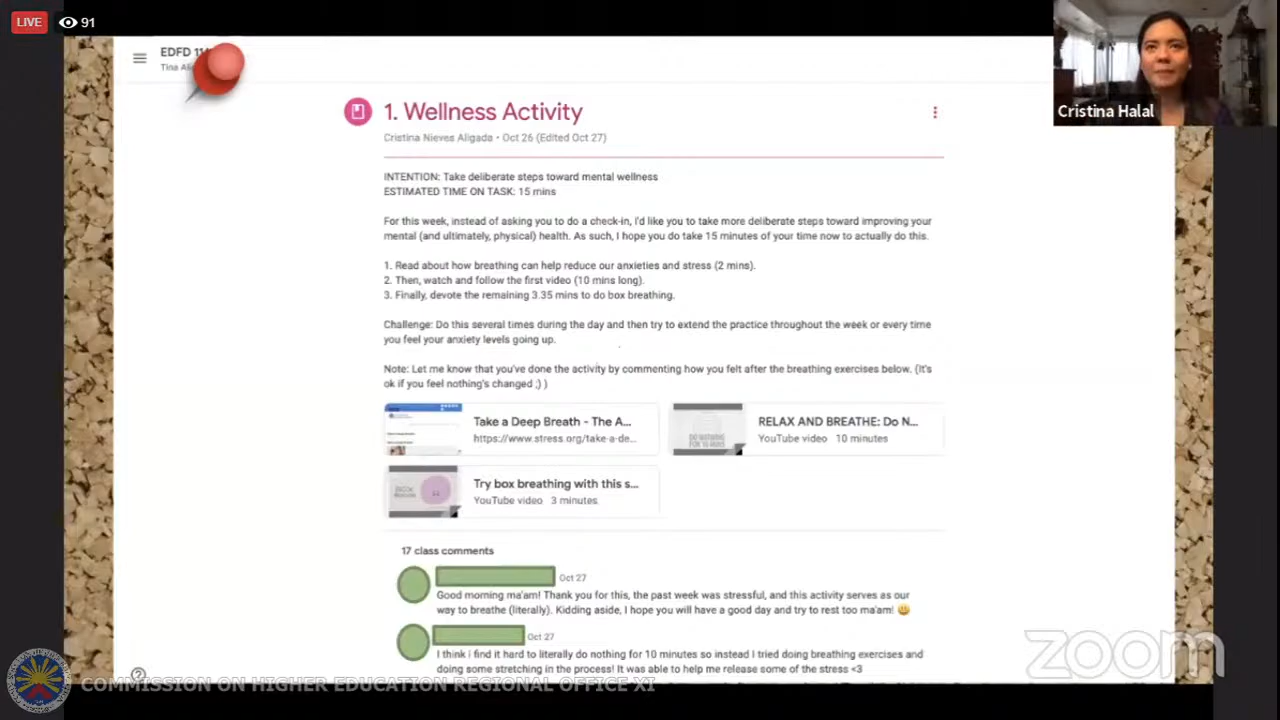 LIVE 91
EDFD
Tina
Cristina Halal
1. Wellness Activity
Cristina Nieves Aligada • Oct 26 (Edited Oct 27)
INTENTION: Take deliberate steps toward mental wellness
ESTIMATED TIME ON TASK: 15 mins
For this week, instead of asking you to do a check-in, I'd like you to take more deliberate steps toward improving your
mental (and ultimately, physical) health. As such, I hope you do take 15 minutes of your time now to actually do this.
1. Read about how breathing can help reduce our anxieties and stress (2 mins).
2. Then, watch and follow the first video (10 mins long).
3. Finally, devote the remaining 3.35 mins to do box breathing.
Challenge: Do this several times during the day and then try to extend the practice throughout the week or every time
you feel your anxiety levels going up.
Note: Let me know that you've done the activity by commenting how you felt after the breathing exercises below. (It's
ok if you feel nothing's changed ;) )
Take a Deep Breath - The A...
https://www.stress.org/take-a-de...
DO NOTHING
FOR 10 MINS
RELAX AND BREATHE: Do N...
YouTube video 10 minutes
Try box breathing with this s...
YouTube video 3 minutes
17 class comments
Oct 27
Good morning ma'am! Thank you for this, the past week was stressful, and this activity serves as our
way to breathe (literally). Kidding aside, I hope you will have a good day and try to rest too ma'am! 😃
Oct 27
I think i find it hard to literally do nothing for 10 minutes so instead I tried doing breathing exercises and
doing some stretching in the process! It was able to help me release some of the stress <3
zoom
COMMISSION ON HIGHER EDUCATION REGIONAL OFFICE XI